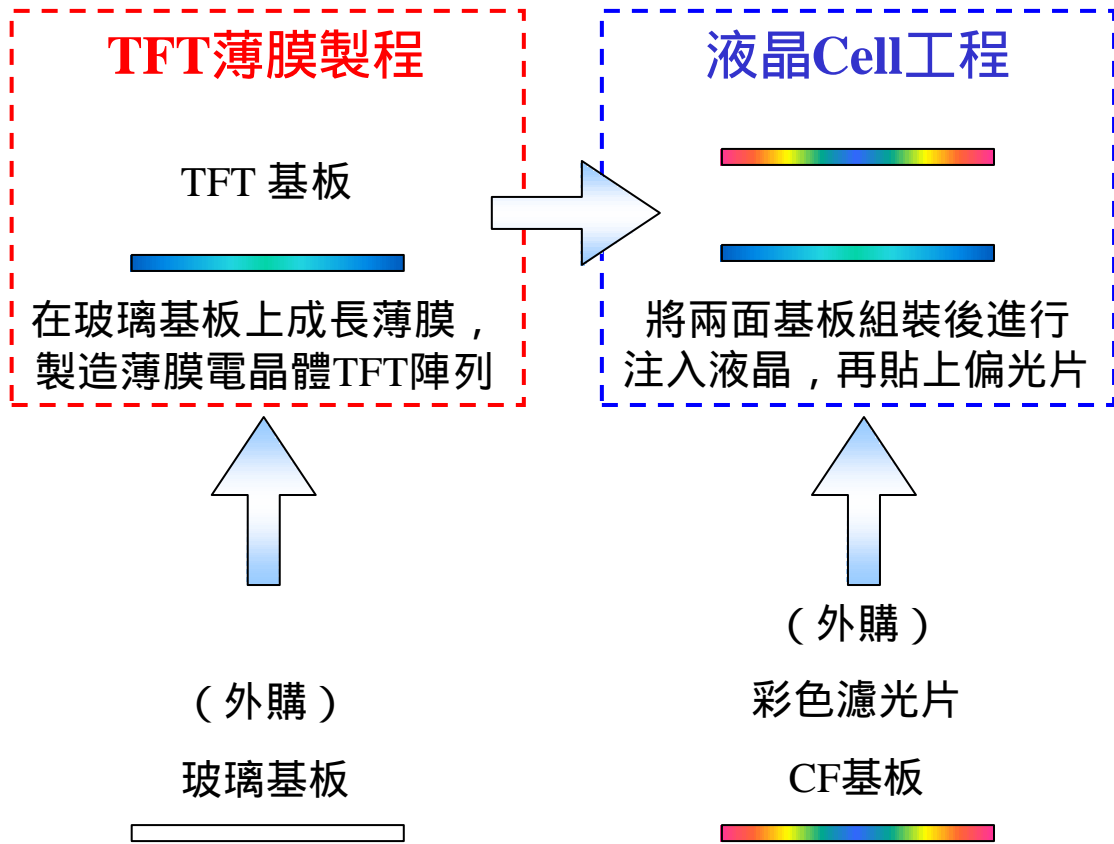 TFT薄膜製程
TFT 基板
在玻璃基板上成長薄膜，
製造薄膜電晶體TFT陣列
液晶Cell工程
將兩面基板組裝後進行
注入液晶，再貼上偏光片
（外購）
玻璃基板
（外購）
彩色濾光片
CF基板